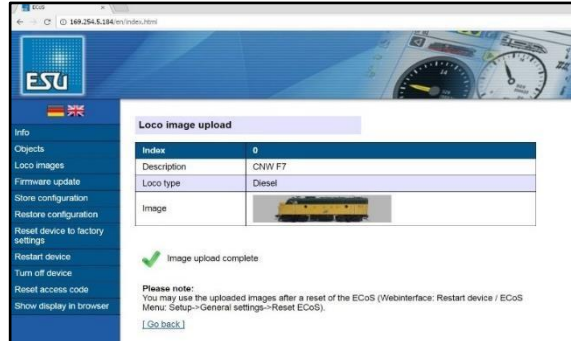 ECoS
169.254.5.184/en/index.html
ESU
Info
Objects
Loco images
Firmware update
Store configuration
Restore configuration
Reset device to factory
settings
Restart device
Turn off device
Reset access code
Show display in browser
Loco image upload
Index 0
Description CNW F7
Loco type Diesel
Image
Image upload complete
Please note:
You may use the uploaded images after a reset of the ECoS (Webinterface: Restart device / ECoS
Menu: Setup->General settings->Reset ECoS).
[ Go back ]